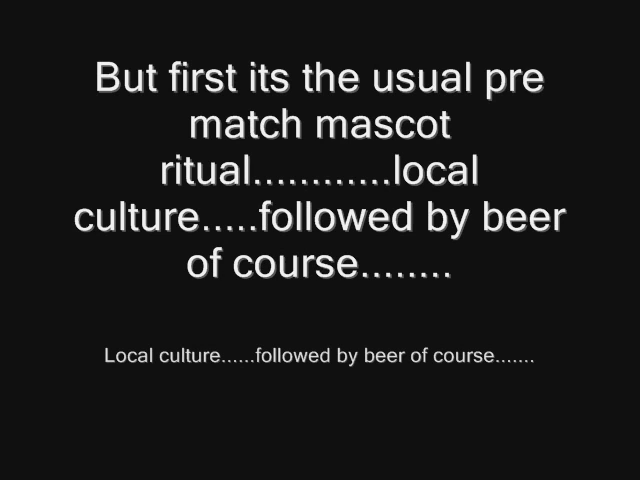 But first its the usual pre
match mascot
ritual............local
culture.....followed by beer
of course........
Local culture......followed by beer of course.......